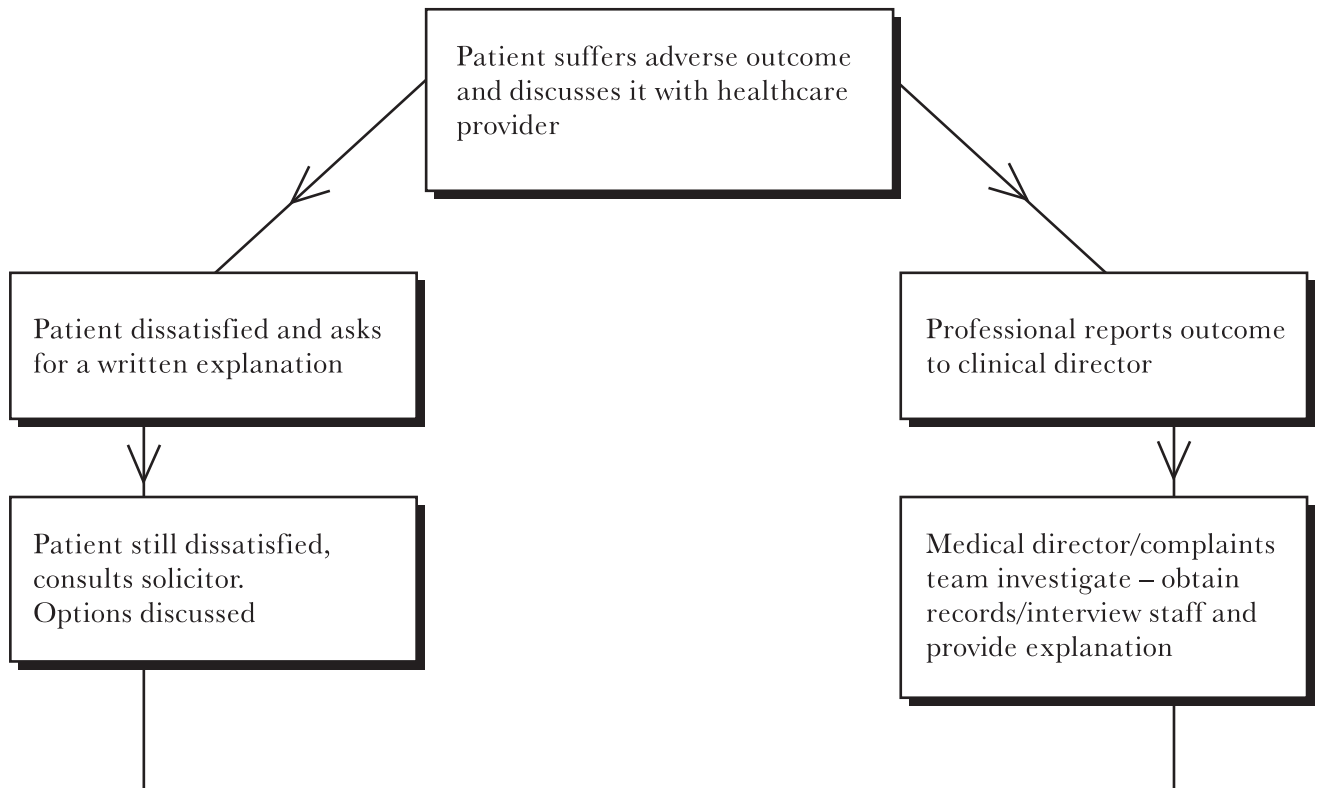 Patient suffers adverse outcome
and discusses it with healthcare
provider
Patient dissatisfied and asks
for a written explanation
Professional reports outcome
to clinical director
Patient still dissatisfied,
consults solicitor.
Options discussed
Medical director/complaints
team investigate – obtain
records/interview staff and
provide explanation